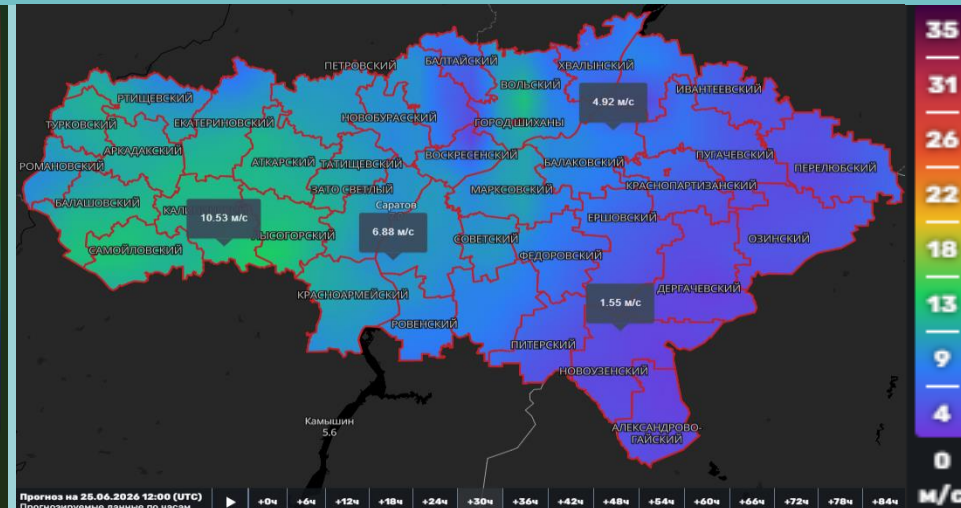 ПЕТРОВСКИЙ
БАЛТАЙСКИЙ
ХВАЛЫНСКИЙ
ВОЛЬСКИЙ
ИВАНТЕЕВСКИЙ
РТИЩЕВСКИЙ
4.92 м/с
ТУРКОВСКИЙ
ЕКАТЕРИНОВСКИЙ
НОВОБУРАССКИЙ
ГОРОД ШИХАНЫ
АРКАДАКСКИЙ
ВОСКРЕСЕНСКИЙ
ПУГАЧЕВСКИЙ
РОМАНОВСКИЙ
АТКАРСКИЙ
ТАТИЩЕВСКИЙ
БАЛАКОВСКИЙ
ПЕРЕЛЮБСКИЙ
ЗАТО СВЕТЛЫЙ
МАРКСОВСКИЙ
КРАСНОПАРТИЗАНСКИЙ
БАЛАШОВСКИЙ
Саратов
10.53 м/с
ЕРШОВСКИЙ
6.88 м/с
САМОЙЛОВСКИЙ
СОВЕТСКИЙ
ОЗИНСКИЙ
ФЕДОРОВСКИЙ
ДЕРГАЧЕВСКИЙ
КРАСНОАРМЕЙСКИЙ
1.55 м/с
РОВЕНСКИЙ
ПИТЕРСКИЙ
НОВОУЗЕНСКИЙ
Камышин
5.6
АЛЕКСАНДРОВО-
ГАЙСКИЙ
35
31
26
22
18
13
9
4
0
м/с
Прогноз на 25.06.2026 12:00 (UTC)
Прогнозируемые данные по часам
+0ч +6ч +12ч +18ч +24ч +30ч +36ч +42ч +48ч +54ч +60ч +66ч +72ч +78ч +84ч